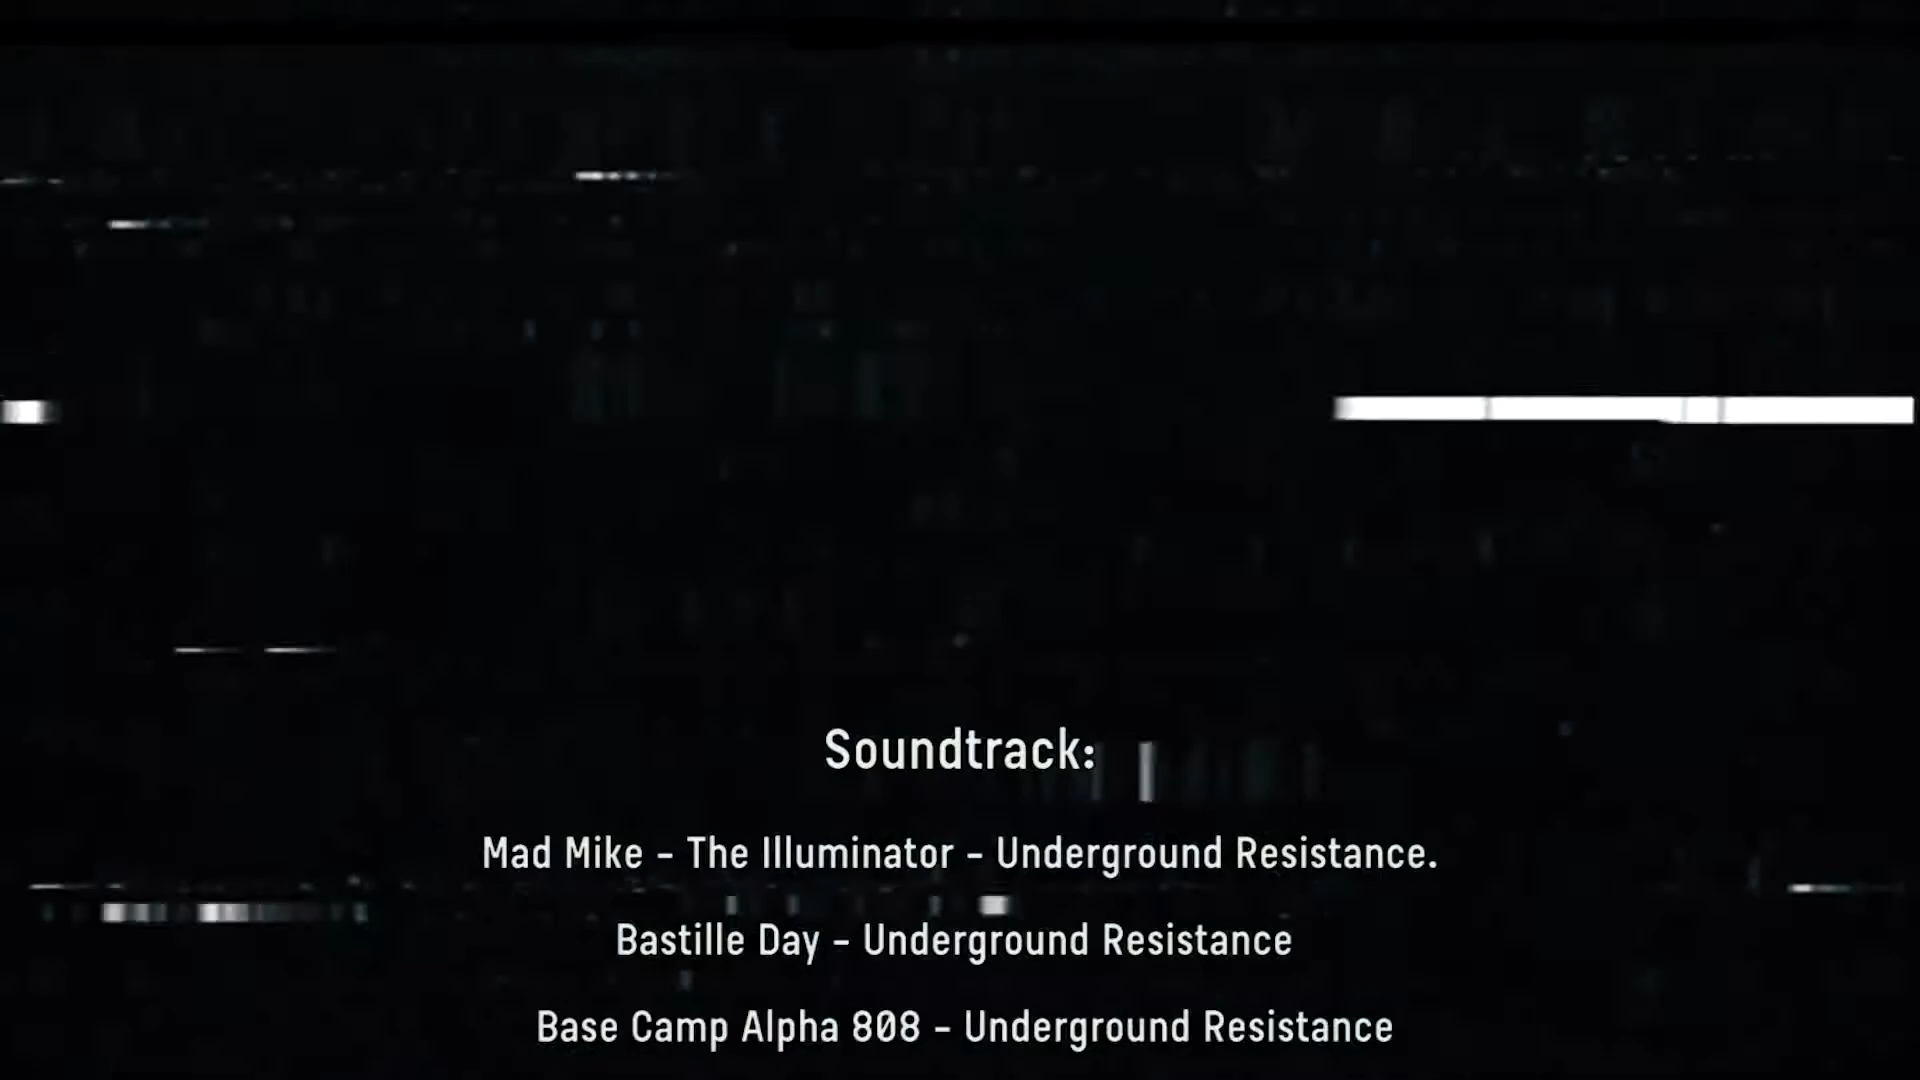 Soundtrack:
Mad Mike - The Illuminator - Underground Resistance.
Bastille Day - Underground Resistance
Base Camp Alpha 808 - Underground Resistance